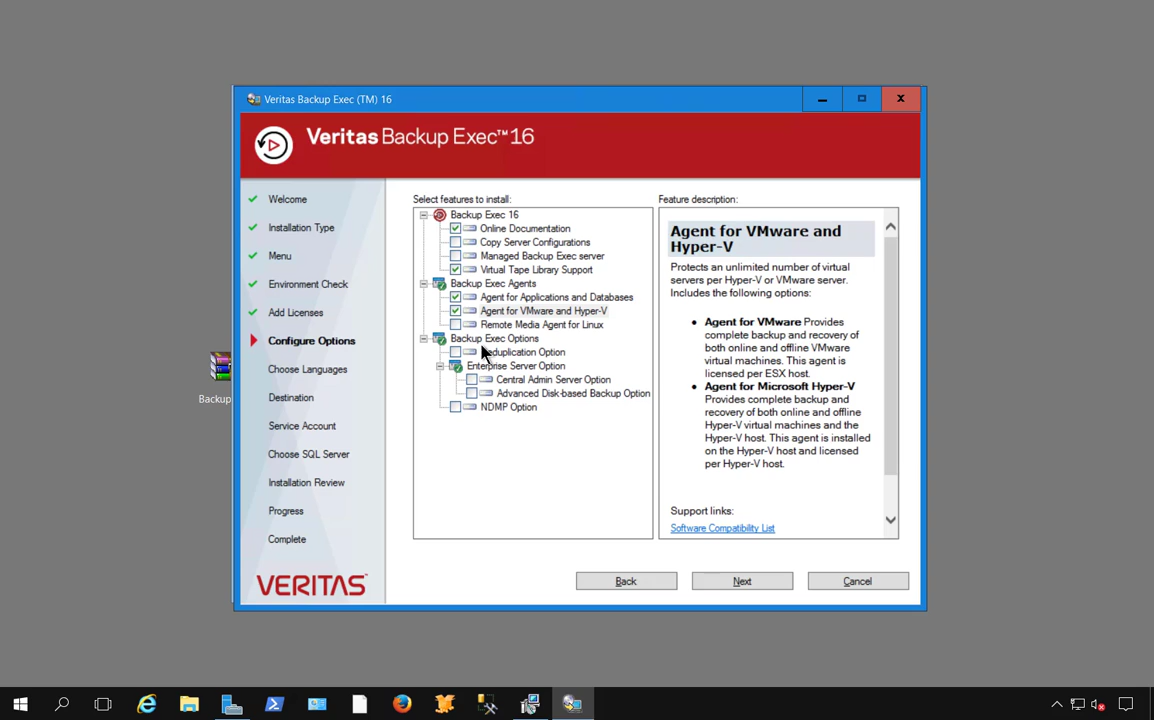 Veritas Backup Exec (TM) 16
Veritas Backup Exec™ 16
Welcome
Installation Type
Menu
Environment Check
Add Licenses
Configure Options
Choose Languages
Destination
Service Account
Choose SQL Server
Installation Review
Progress
Complete
VERITAS™
Select features to install:
Backup Exec 16
Online Documentation
Copy Server Configurations
Managed Backup Exec server
Virtual Tape Library Support
Backup Exec Agents
Agent for Applications and Databases
Agent for VMware and Hyper-V
Remote Media Agent for Linux
Backup Exec Options
eduplication Option
Enterprise Server Option
Central Admin Server Option
Advanced Disk-based Backup Option
NDMP Option
Feature description:
Agent for VMware and
Hyper-V
Protects an unlimited number of virtual
servers per Hyper-V or VMware server.
Includes the following options:
• Agent for VMware Provides
complete backup and
recovery of both online and
offline VMware
virtual machines. This agent is
licensed per ESX host.
• Agent for Microsoft Hyper-V
Provides complete backup and
recovery of both online and offline
Hyper-V virtual machines and the
Hyper-V host. This agent is installed
on the Hyper-V host and licensed
per Hyper-V host.
Support links:
Software Compatibility List
Back
Next
Cancel
Backup